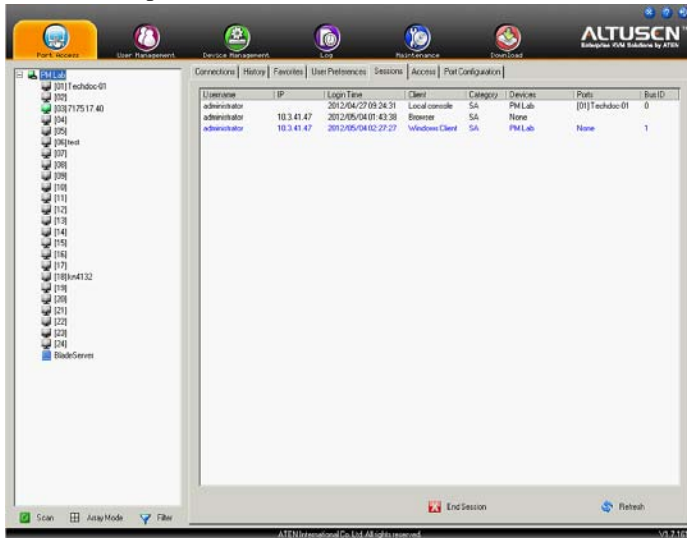 ALTUSCN
Enterprise KVM Solutions by ATEN
Port Access
User Management
Device Management
Log
Maintenance
Download
Connections
History
Favorites
User Preferences
Sessions
Access
Port Configuration
PM Lab
[01]Techdoc-01
[02]
[03]717517.40
[04]
[05]
[06]test
[07]
[08]
[09]
[10]
[11]
[12]
[13]
[14]
[15]
[16]
[17]
[18]kn4132
[19]
[20]
[21]
[22]
[23]
[24]
BladeServer
Username IP Login Time Client Category Devices Ports Bus ID
administrator 2012/04/27 09:24:31 Local console SA PM Lab [01]Techdoc-01 0
administrator 10.3.41.47 2012/05/04 01:43:38 Browser SA None
administrator 10.3.41.47 2012/05/04 02:27:27 Windows Client SA PM Lab None 1
End Session
Refresh
Scan
Array Mode
Filter
ATEN International Co. Ltd. All rights reserved.